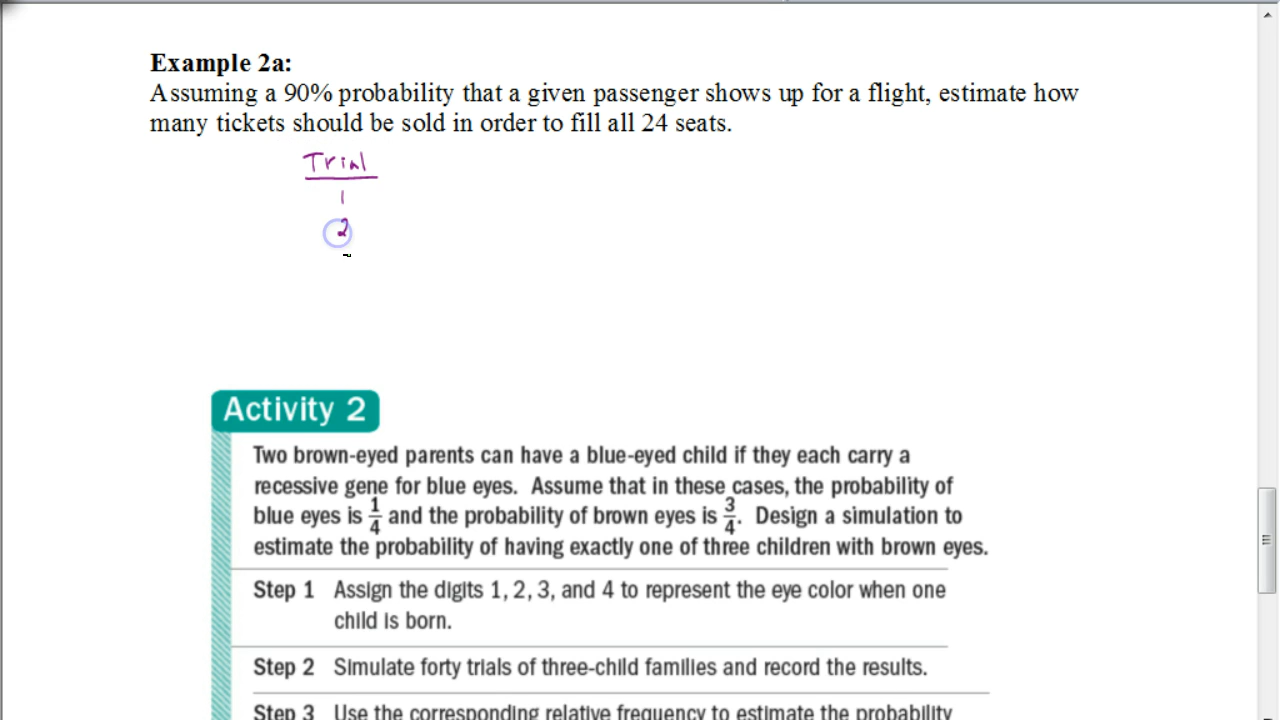 Example 2a:
Assuming a 90% probability that a given passenger shows up for a flight, estimate how
many tickets should be sold in order to fill all 24 seats.
Trial
1
2
Activity 2
Two brown-eyed parents can have a blue-eyed child if they each carry a
recessive gene for blue eyes. Assume that in these cases, the probability of
blue eyes is 1/4 and the probability of brown eyes is 3/4. Design a simulation to
estimate the probability of having exactly one of three children with brown eyes.
Step 1 Assign the digits 1, 2, 3, and 4 to represent the eye color when one
child is born.
Step 2 Simulate forty trials of three-child families and record the results.
Step 3 Use the corresponding relative frequency to estimate the probability